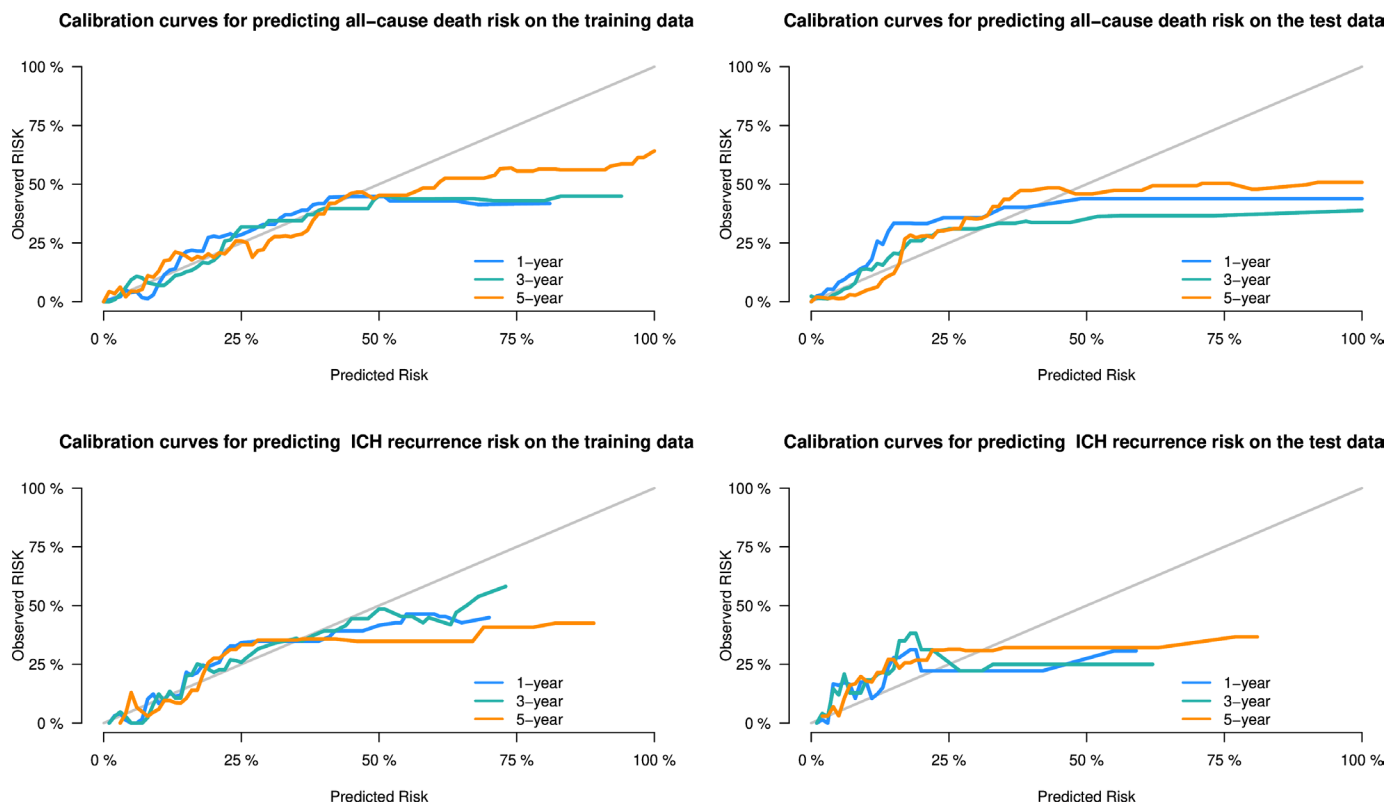 Calibration curves for predicting all−cause death risk on the training data
100 %
75 %
50 %
25 %
0 %
Observerd RISK
1−year
3−year
5−year
0 %
25 %
50 %
75 %
100 %
Predicted Risk
Calibration curves for predicting all−cause death risk on the test data
100 %
75 %
50 %
25 %
0 %
Observerd RISK
1−year
3−year
5−year
0 %
25 %
50 %
75 %
100 %
Predicted Risk
Calibration curves for predicting  ICH recurrence risk on the training data
100 %
75 %
50 %
25 %
0 %
Observerd RISK
1−year
3−year
5−year
0 %
25 %
50 %
75 %
100 %
Predicted Risk
Calibration curves for predicting  ICH recurrence risk on the test data
100 %
75 %
50 %
25 %
0 %
Observerd RISK
1−year
3−year
5−year
0 %
25 %
50 %
75 %
100 %
Predicted Risk